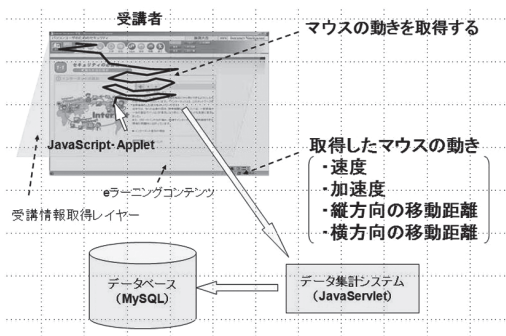 受講者
マウスの動きを取得する
Inter
JavaScript・Applet
取得したマウスの動き
・速度
・加速度
・縦方向の移動距離
・横方向の移動距離
eラーニングコンテンツ
受講情報取得レイヤー
データベース
(MySQL)
データ集計システム
(JavaServlet)